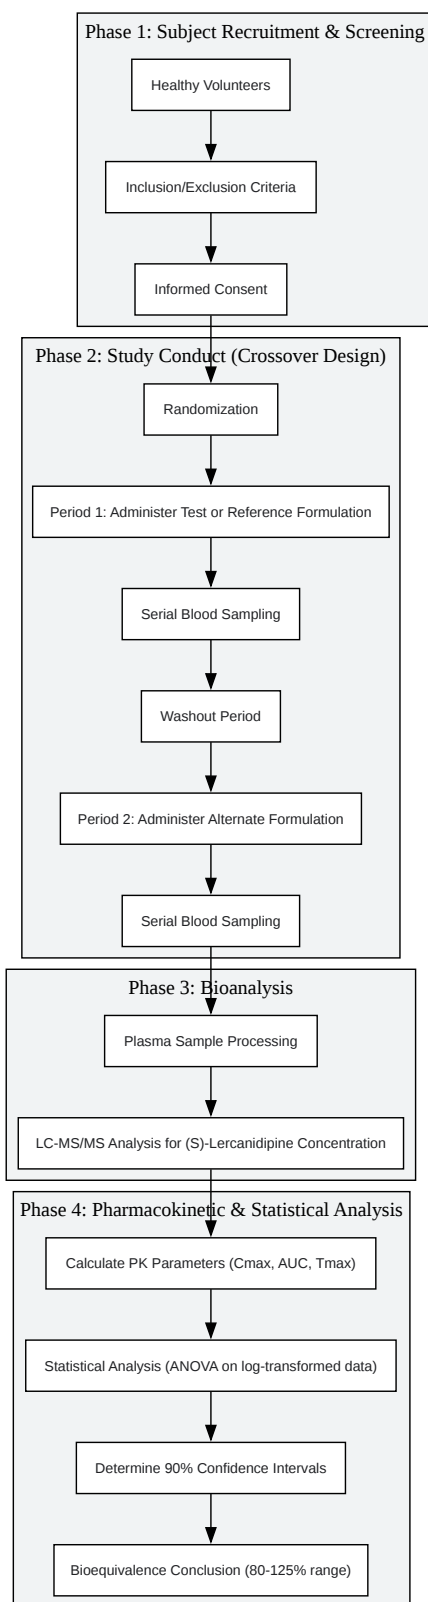 Phase 1: Subject Recruitment & Screening
Healthy Volunteers
Inclusion/Exclusion Criteria
Informed Consent
Phase 2: Study Conduct (Crossover Design)
Randomization
Period 1: Administer Test or Reference Formulation
Serial Blood Sampling
Washout Period
Period 2: Administer Alternate Formulation
Serial Blood Sampling
Phase 3: Bioanalysis
Plasma Sample Processing
LC-MS/MS Analysis for (S)-Lercanidipine Concentration
Phase 4: Pharmacokinetic & Statistical Analysis
Calculate PK Parameters (Cmax, AUC, Tmax)
Statistical Analysis (ANOVA on log-transformed data)
Determine 90% Confidence Intervals
Bioequivalence Conclusion (80-125% range)